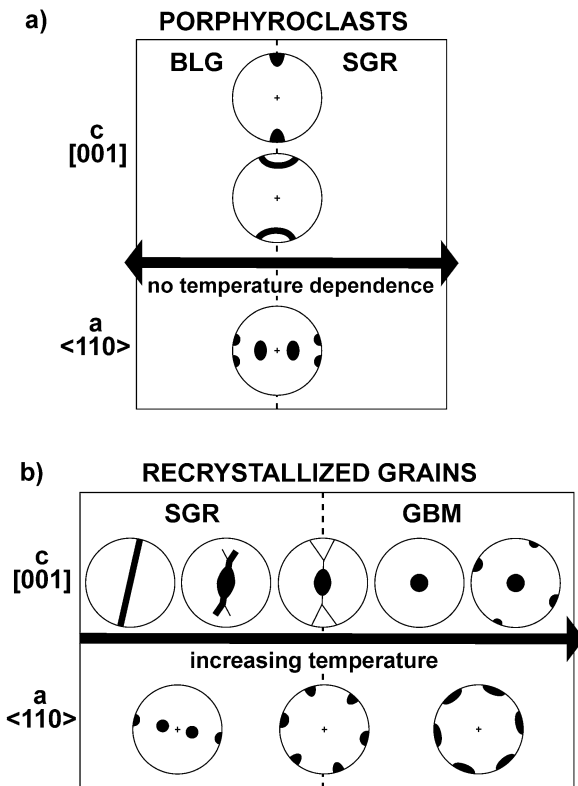 a)
PORPHYROCLASTS
BLG SGR
c
[001]
no temperature dependence
a
<110>
b)
RECRYSTALLIZED GRAINS
SGR GBM
c
[001]
increasing temperature
a
<110>